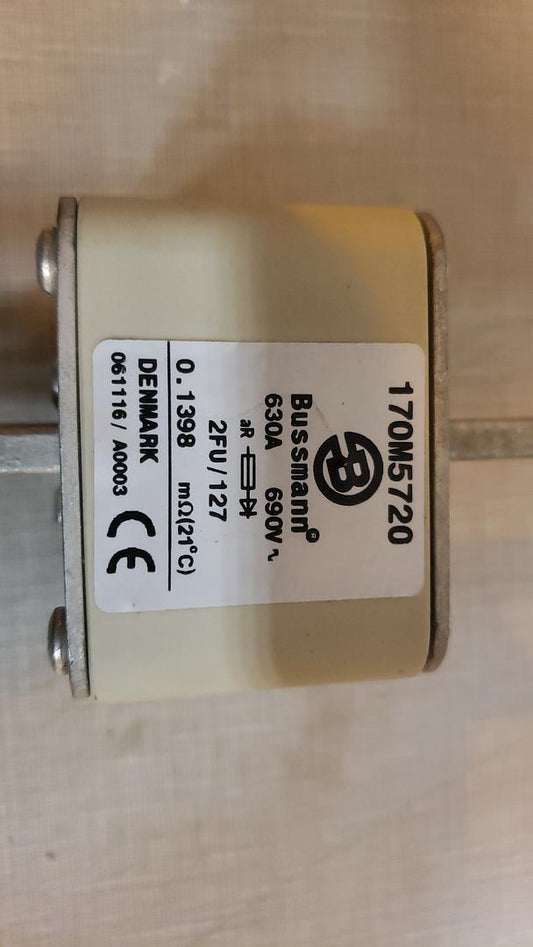 170M5720
B
Bussmann®
630A 690V~
aR
2FU/127
0.1398 mΩ(21°C)
DENMARK
061116/A0003
CE